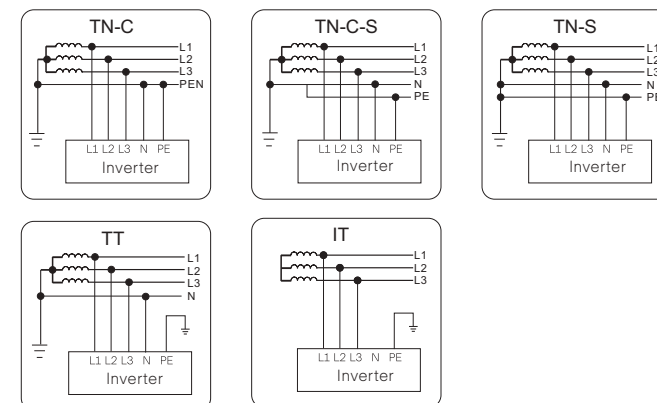 TN-C
L1
L2
L3
PEN
L1 L2 L3 N PE
Inverter
TN-C-S
L1
L2
L3
N
PE
L1 L2 L3 N PE
Inverter
TN-S
L1
L2
L3
N
PE
L1 L2 L3 N PE
Inverter
TT
L1
L2
L3
N
L1 L2 L3 N PE
Inverter
IT
L1
L2
L3
L1 L2 L3 N PE
Inverter